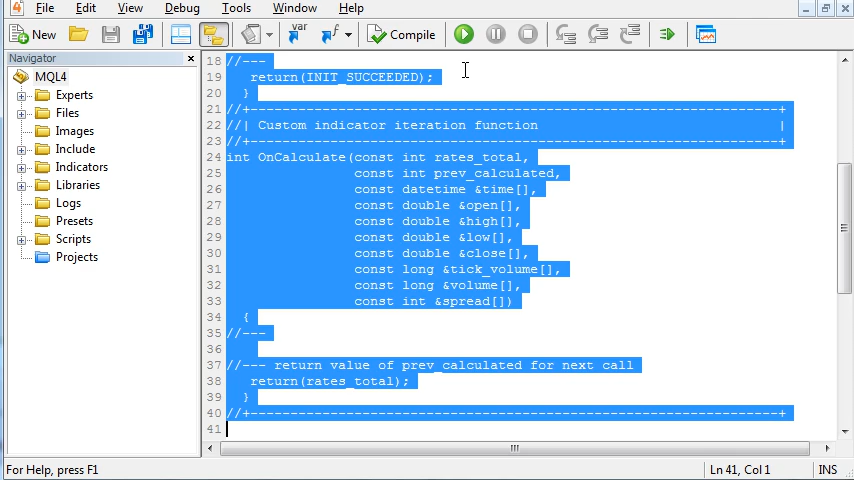 File Edit View Debug Tools Window Help
New var f Compile
Navigator
MQL4
Experts
Files
Images
Include
Indicators
Libraries
Logs
Presets
Scripts
Projects
18 //---
19 return(INIT_SUCCEEDED);
20 }
21 //+------------------------------------------------------------------+
22 //| Custom indicator iteration function |
23 //+------------------------------------------------------------------+
24 int OnCalculate(const int rates_total,
25 const int prev_calculated,
26 const datetime &time[],
27 const double &open[],
28 const double &high[],
29 const double &low[],
30 const double &close[],
31 const long &tick_volume[],
32 const long &volume[],
33 const int &spread[])
34 {
35 //---
36
37 //--- return value of prev_calculated for next call
38 return(rates_total);
39 }
40 //+------------------------------------------------------------------+
41
For Help, press F1 Ln 41, Col 1 INS